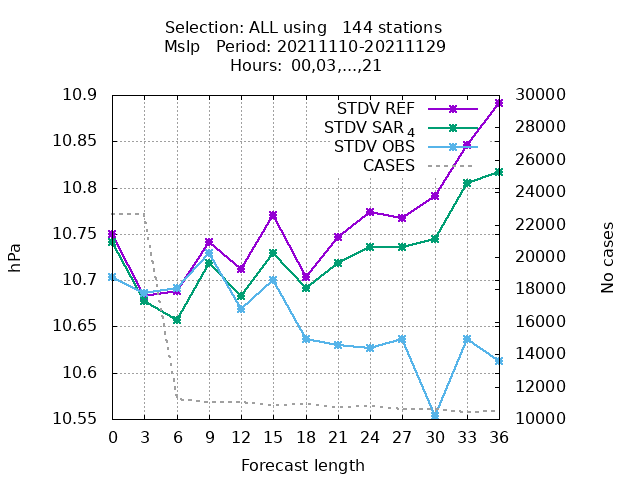 Selection: ALL using   144 stations
Mslp   Period: 20211110-20211129
Hours:  00,03,...,21
10.9
10.85
10.8
10.75
10.7
10.65
10.6
10.55
hPa
STDV REF
STDV SAR 4
STDV OBS
CASES
30000
28000
26000
24000
22000
20000
18000
16000
14000
12000
10000
No cases
0 3 6 9 12 15 18 21 24 27 30 33 36
Forecast length